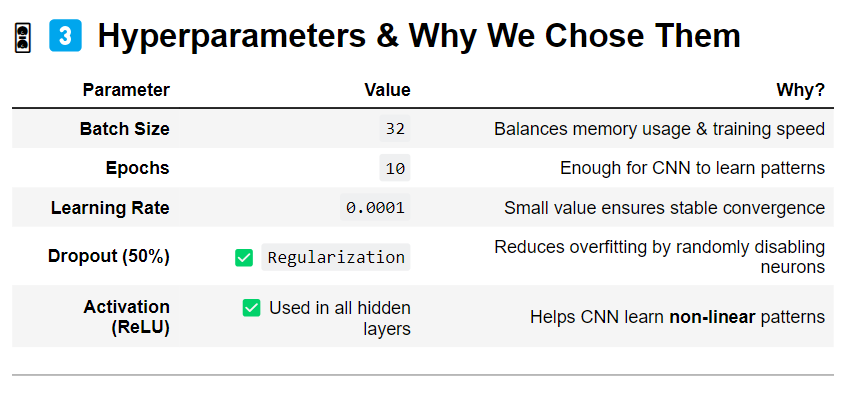 3 Hyperparameters & Why We Chose Them
Parameter Value Why?
Batch Size 32 Balances memory usage & training speed
Epochs 10 Enough for CNN to learn patterns
Learning Rate 0.0001 Small value ensures stable convergence
Dropout (50%) ✅ Regularization Reduces overfitting by randomly disabling
neurons
Activation
(ReLU) ✅ Used in all hidden
layers Helps CNN learn non-linear patterns